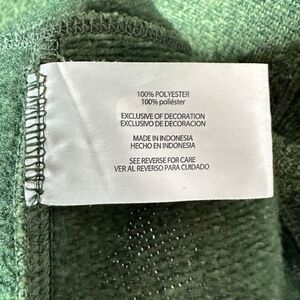 100% POLYESTER
100% poliéster
EXCLUSIVE OF DECORATION
EXCLUSIVO DE DECORACION
MADE IN INDONESIA
HECHO EN INDONESIA
SEE REVERSE FOR CARE
VER AL REVERSO PARA CUIDADO